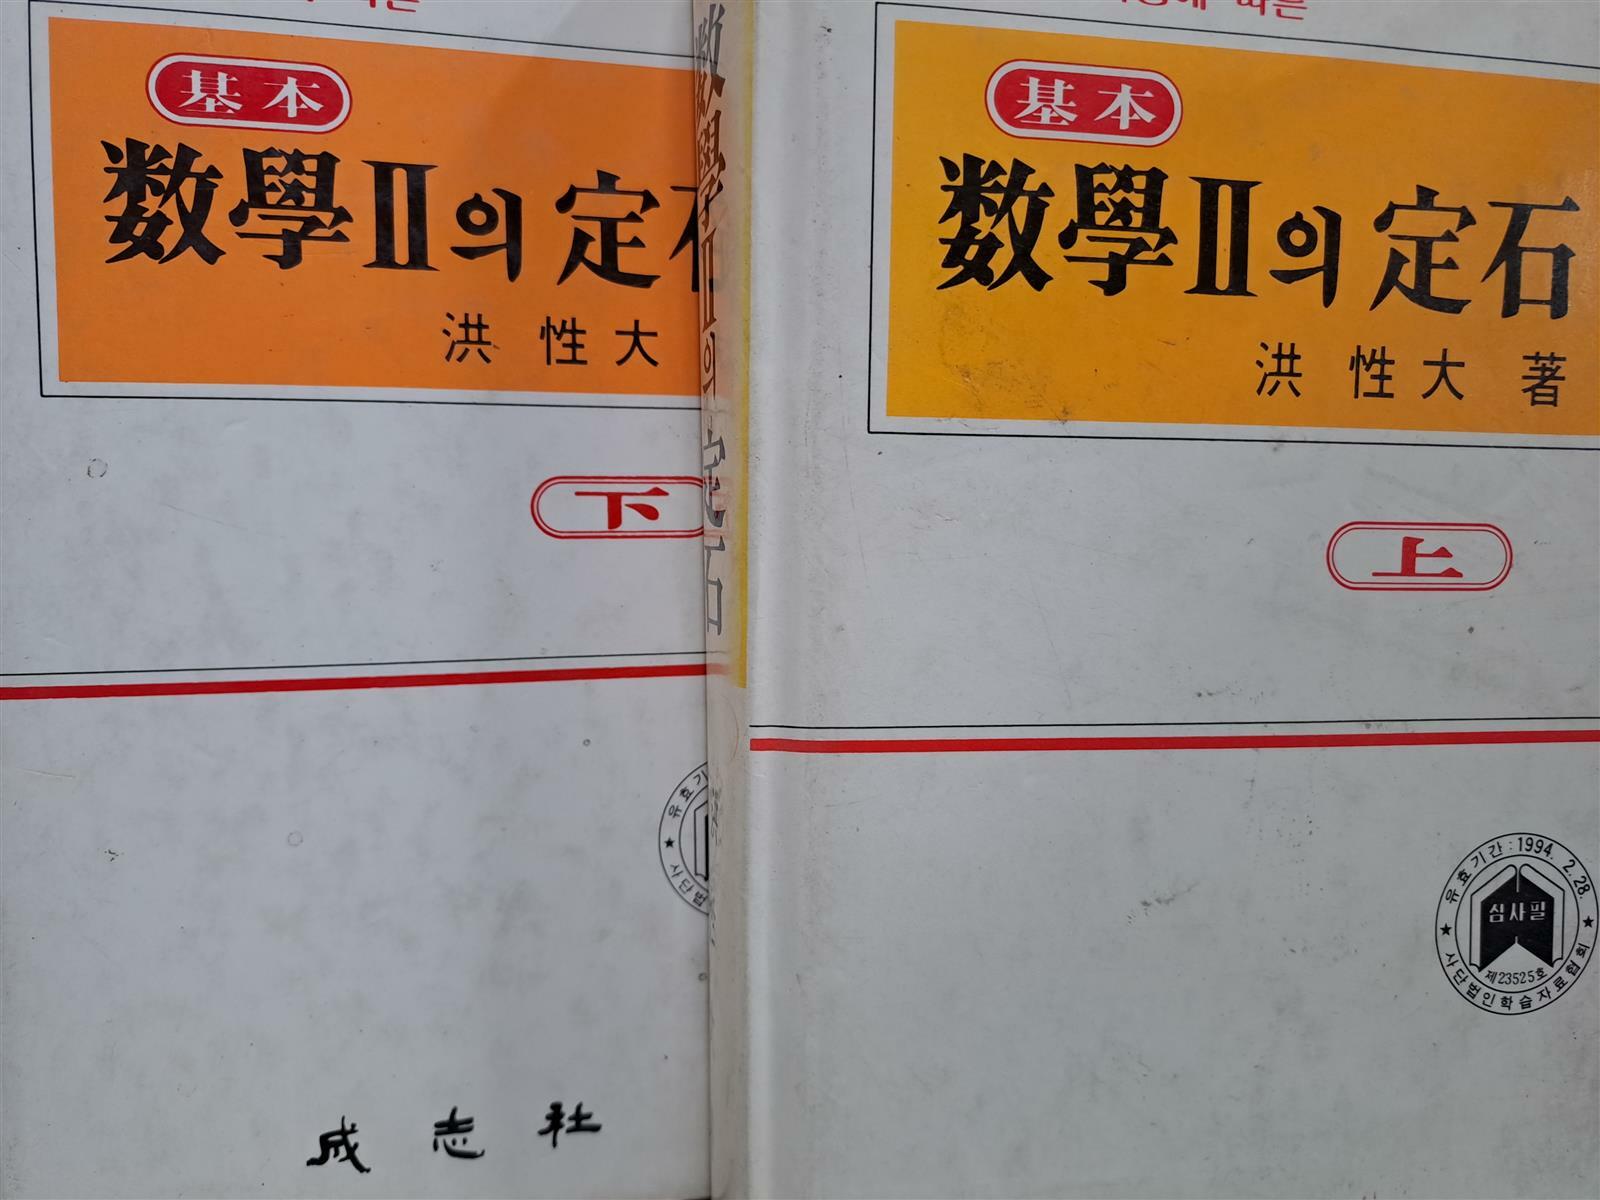 基本
数學Ⅱ의 定
洪性大
下
成志社
数學Ⅱ의 定石
따른
基本
数學Ⅱ의 定石
洪性大 著
上
유효기간:1994. 2. 28.
심사필
제23525호
★ 사단법인학습자료협회 ★